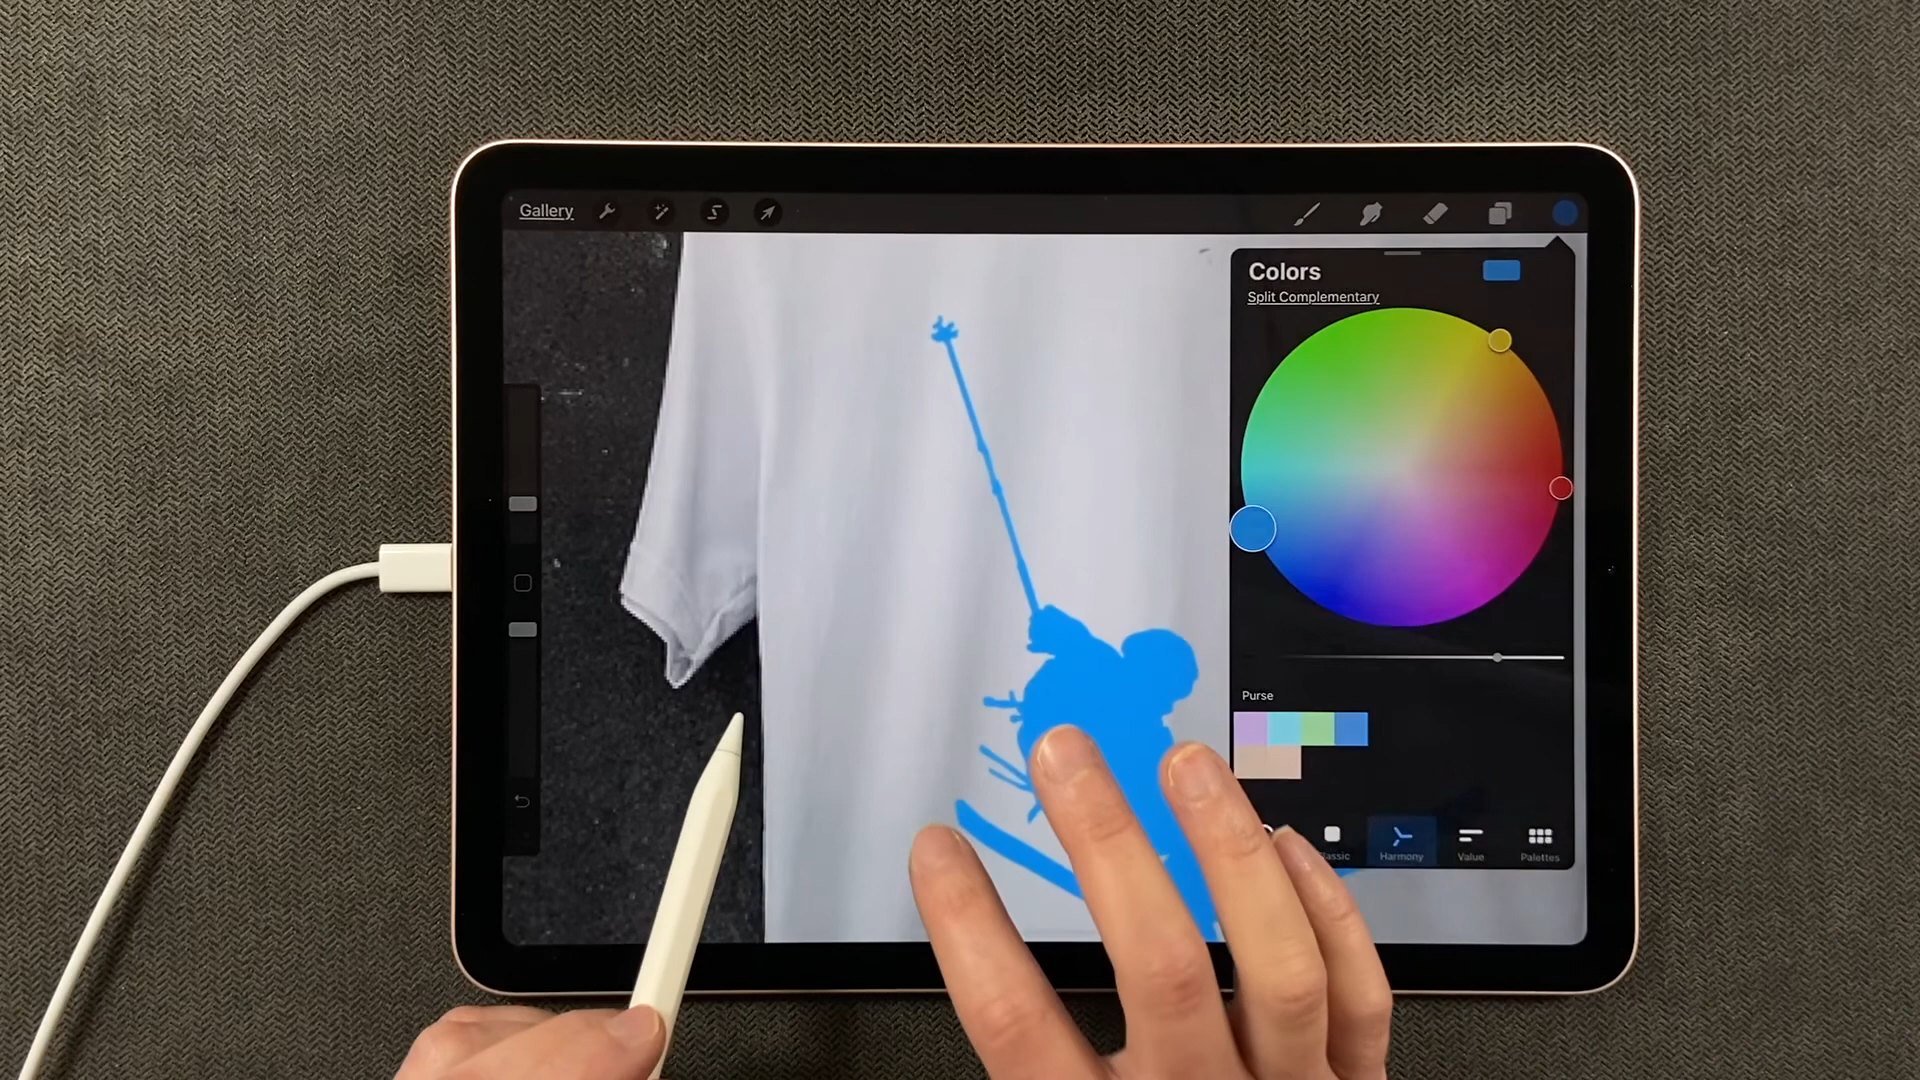 Gallery
Colors
Split Complementary
Purse
Harmony
Value
Palettes